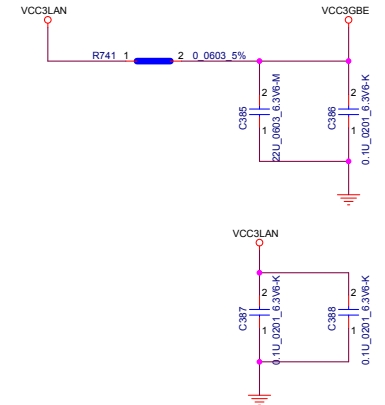 VCC3LAN
VCC3GBE
R741 1 2 0_0603_5%
2
C385
1
22U_0603_6.3V6-M
2
C386
1
0.1U_0201_6.3V6-K
VCC3LAN
2
C387
1
0.1U_0201_6.3V6-K
2
C388
1
0.1U_0201_6.3V6-K